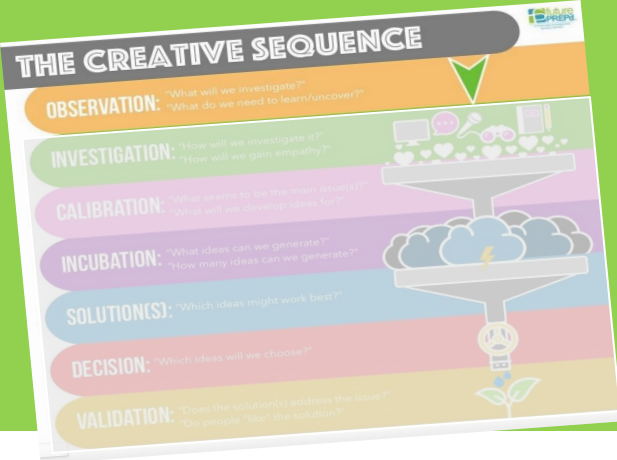 future
PREP'd
THE CREATIVE SEQUENCE
OBSERVATION: "What will we investigate?"
"What do we need to learn/uncover?"
INVESTIGATION: "How will we investigate it?"
"How will we gain empathy?"
CALIBRATION: "What seems to be the main issue(s)?"
"What will we develop ideas for?"
INCUBATION: "What ideas can we generate?"
"How many ideas can we generate?"
SOLUTION(S): "Which ideas might work best?"
DECISION: "Which ideas will we choose?"
VALIDATION: "Does the solution(s) address the issue?"
"Do people "like" the solution?"